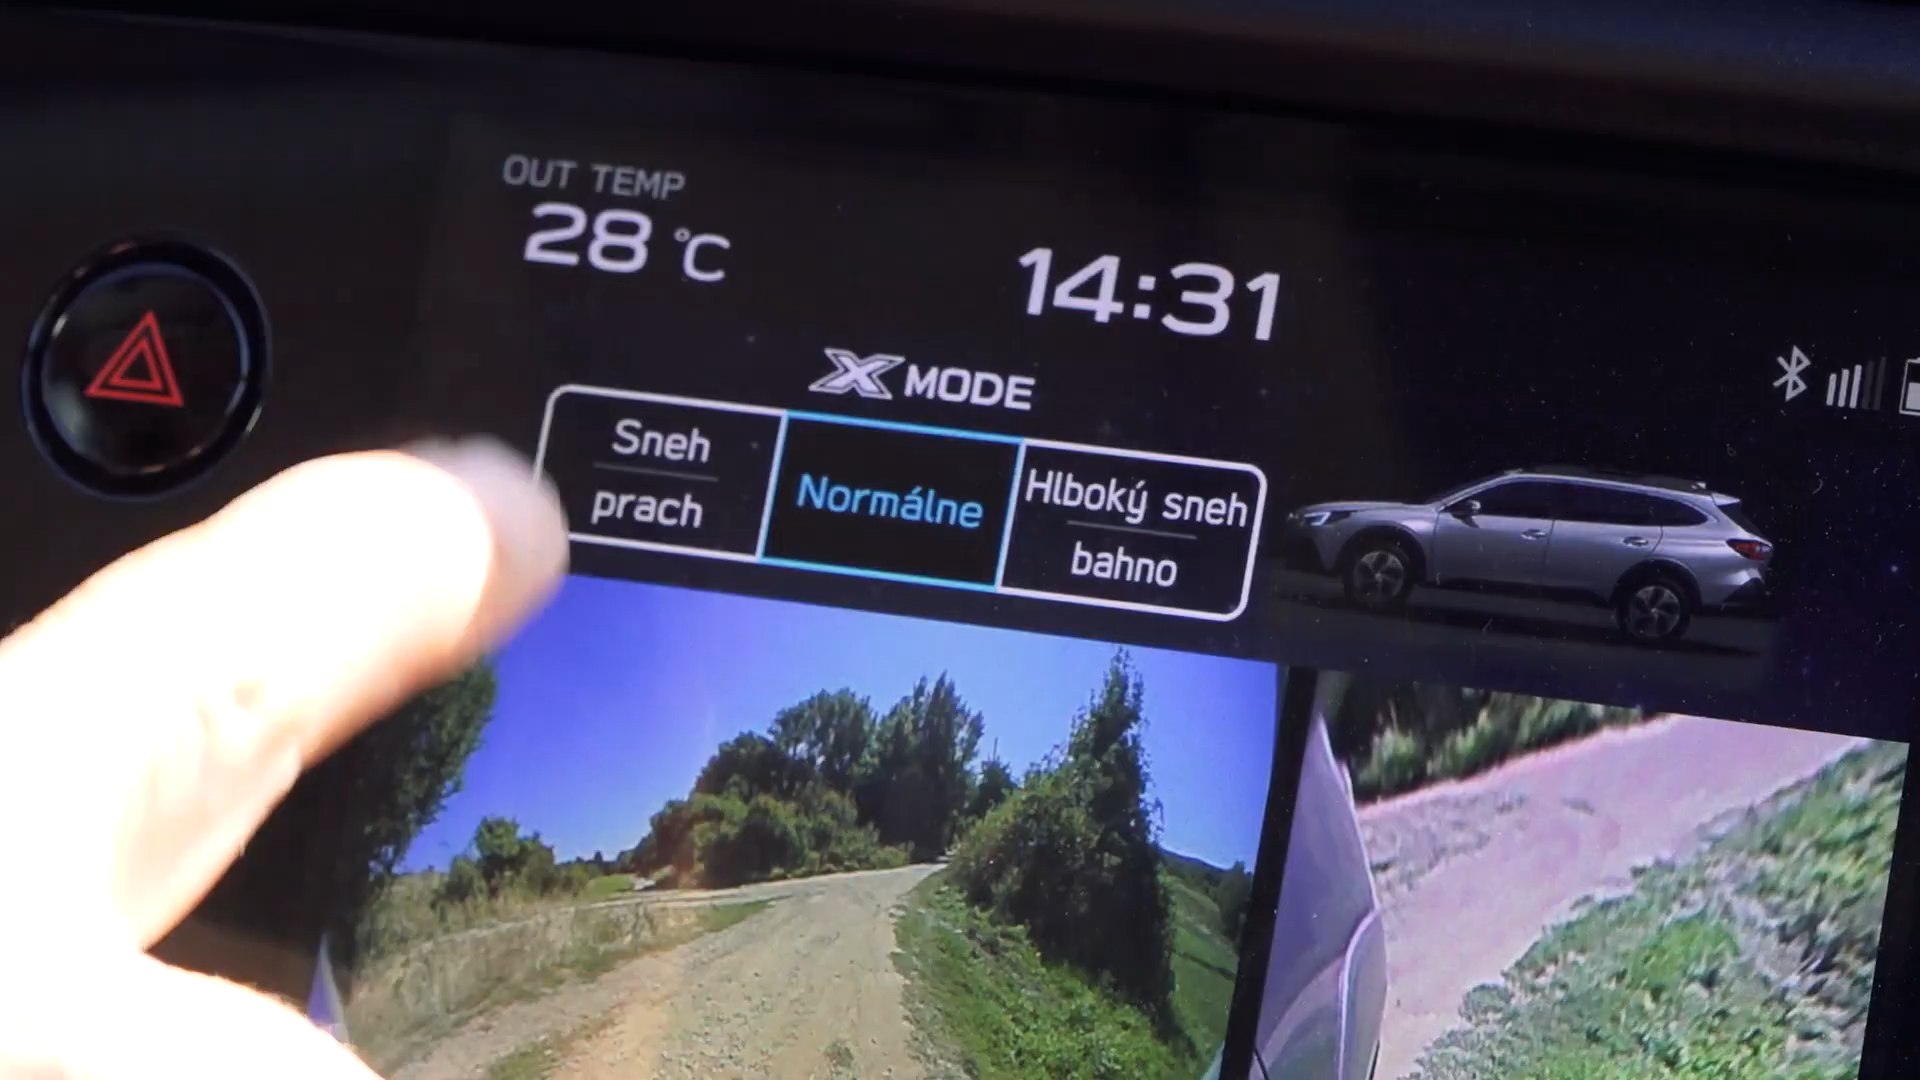 OUT TEMP
28 °C
14:31
X MODE
Sneh
prach
Normálne
Hlboký sneh
bahno